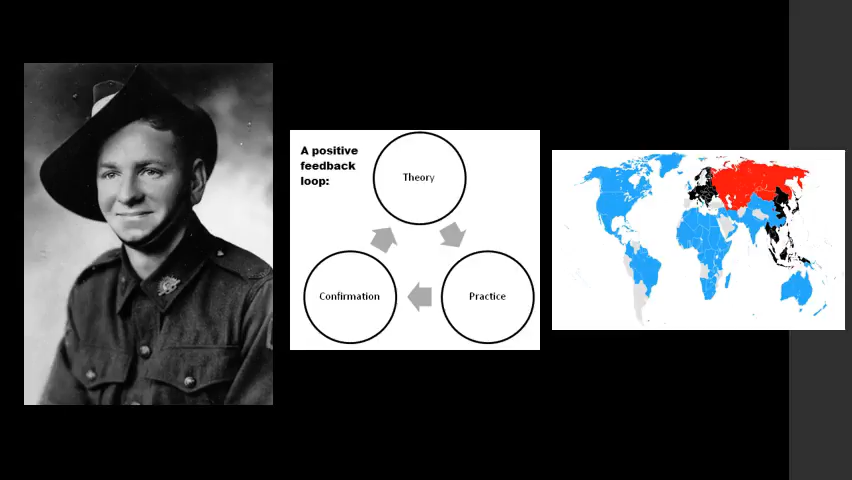 A positive
feedback
loop:
Theory
Confirmation
Practice